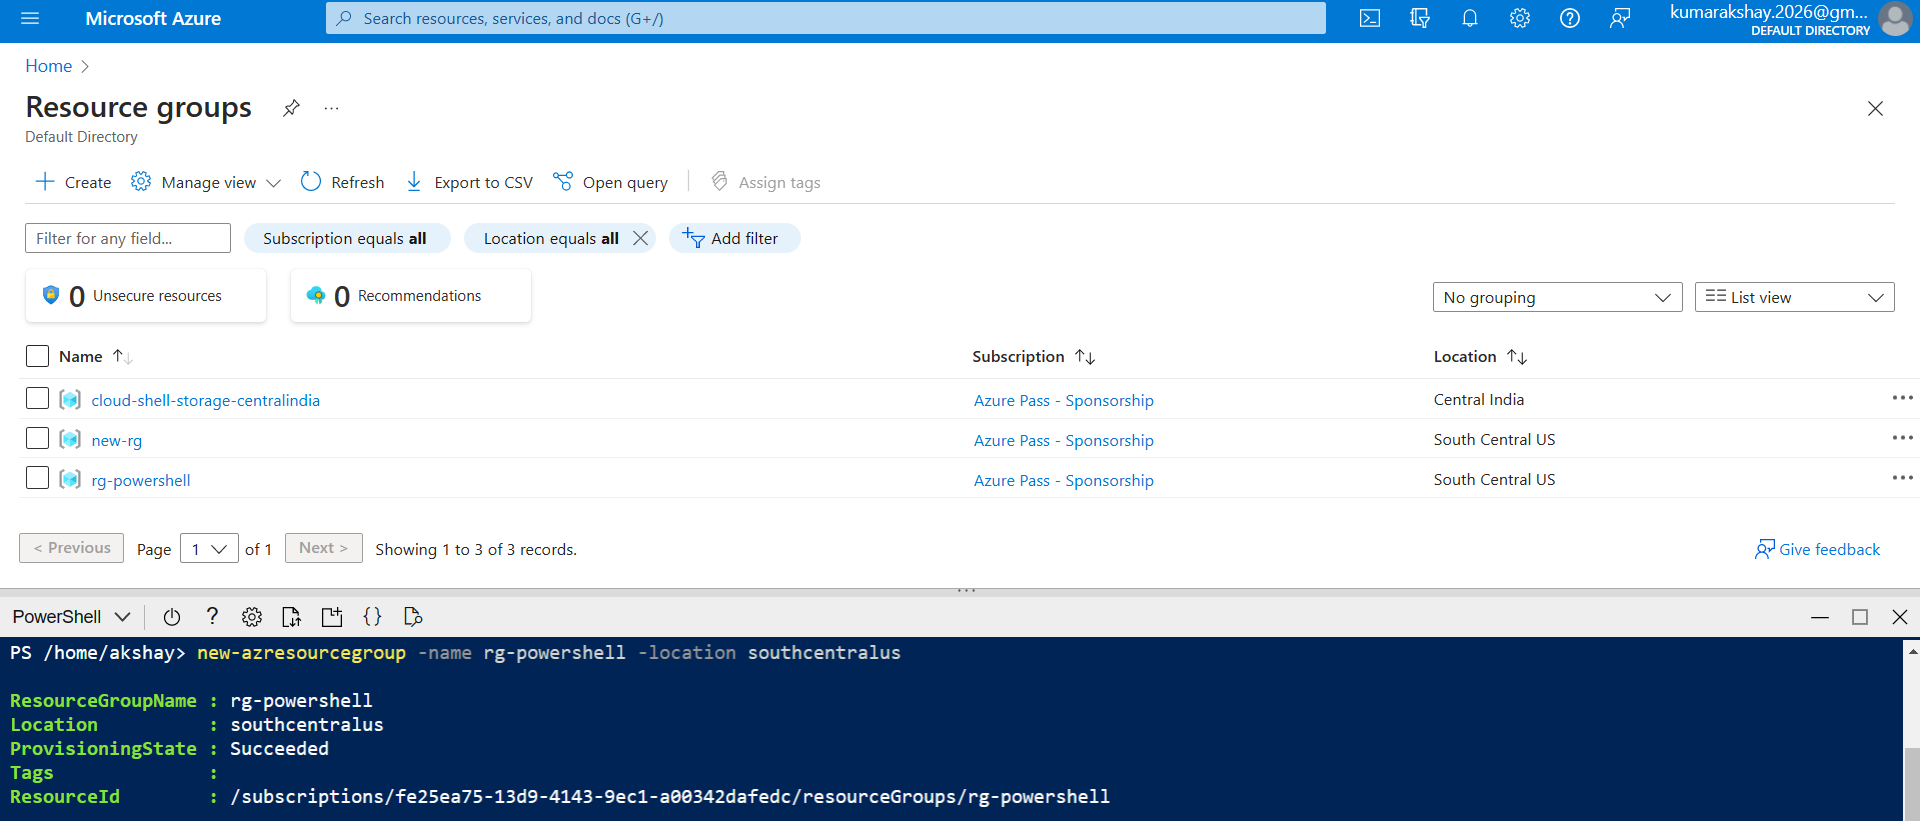 Microsoft Azure
Search resources, services, and docs (G+/)
kumarakshay.2026@gm...
DEFAULT DIRECTORY
Home
Resource groups
Default Directory
Create
Manage view
Refresh
Export to CSV
Open query
Assign tags
Filter for any field...
Subscription equals all
Location equals all
Add filter
0 Unsecure resources
0 Recommendations
No grouping
List view
Name
Subscription
Location
cloud-shell-storage-centralindia
Azure Pass - Sponsorship
Central India
new-rg
Azure Pass - Sponsorship
South Central US
rg-powershell
Azure Pass - Sponsorship
South Central US
< Previous
Page 1 of 1
Next >
Showing 1 to 3 of 3 records.
Give feedback
PowerShell
PS /home/akshay> new-azresourcegroup -name rg-powershell -location southcentralus
ResourceGroupName : rg-powershell
Location : southcentralus
ProvisioningState : Succeeded
Tags :
ResourceId : /subscriptions/fe25ea75-13d9-4143-9ec1-a00342dafedc/resourceGroups/rg-powershell